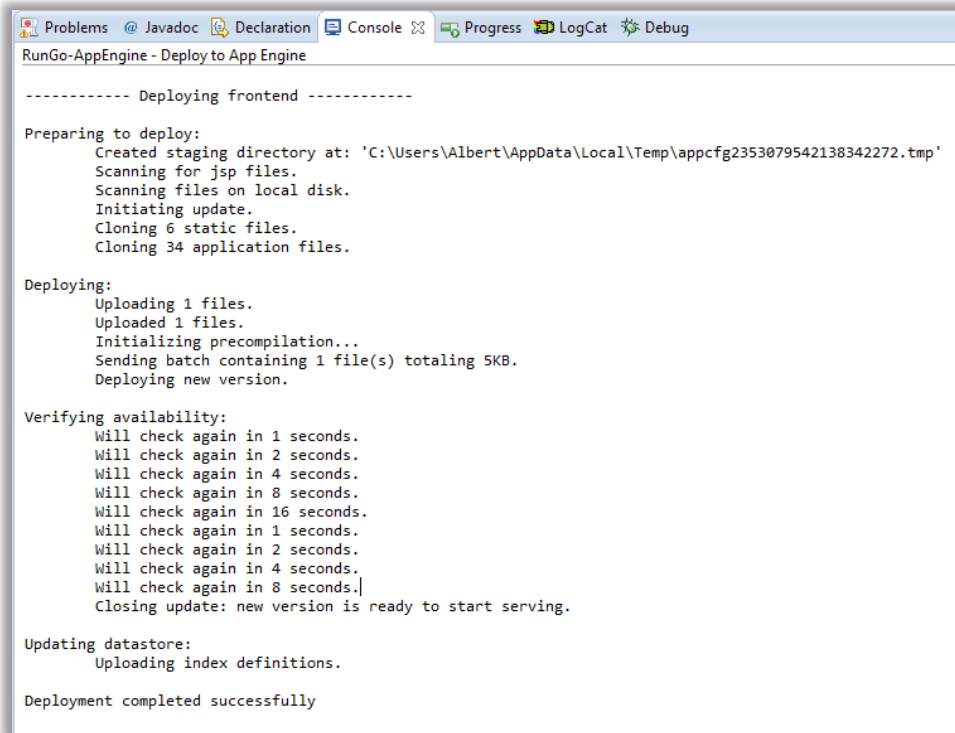 Problems @ Javadoc Declaration Console Progress LogCat Debug
RunGo-AppEngine - Deploy to App Engine
------------ Deploying frontend ------------
Preparing to deploy:
Created staging directory at: 'C:\Users\Albert\AppData\Local\Temp\appcfg2353079542138342272.tmp'
Scanning for jsp files.
Scanning files on local disk.
Initiating update.
Cloning 6 static files.
Cloning 34 application files.
Deploying:
Uploading 1 files.
Uploaded 1 files.
Initializing precompilation...
Sending batch containing 1 file(s) totaling 5KB.
Deploying new version.
Verifying availability:
Will check again in 1 seconds.
Will check again in 2 seconds.
Will check again in 4 seconds.
Will check again in 8 seconds.
Will check again in 16 seconds.
Will check again in 1 seconds.
Will check again in 2 seconds.
Will check again in 4 seconds.
Will check again in 8 seconds.
Closing update: new version is ready to start serving.
Updating datastore:
Uploading index definitions.
Deployment completed successfully